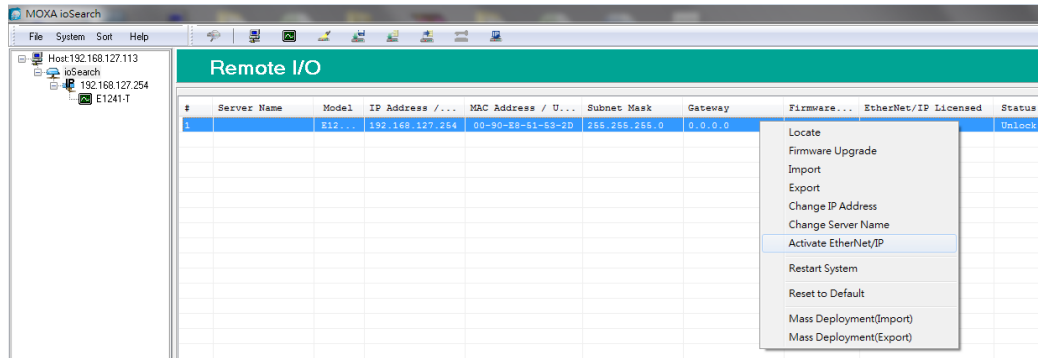 MOXA ioSearch
File System Sort Help
Host:192.168.127.113
ioSearch
192.168.127.254
E1241-T
Remote I/O
# Server Name Model IP Address /... MAC Address / U... Subnet Mask Gateway Firmware... EtherNet/IP Licensed Status
1 E12... 192.168.127.254 00-90-E8-51-53-2D 255.255.255.0 0.0.0.0 Unlock
Locate
Firmware Upgrade
Import
Export
Change IP Address
Change Server Name
Activate EtherNet/IP
Restart System
Reset to Default
Mass Deployment(Import)
Mass Deployment(Export)